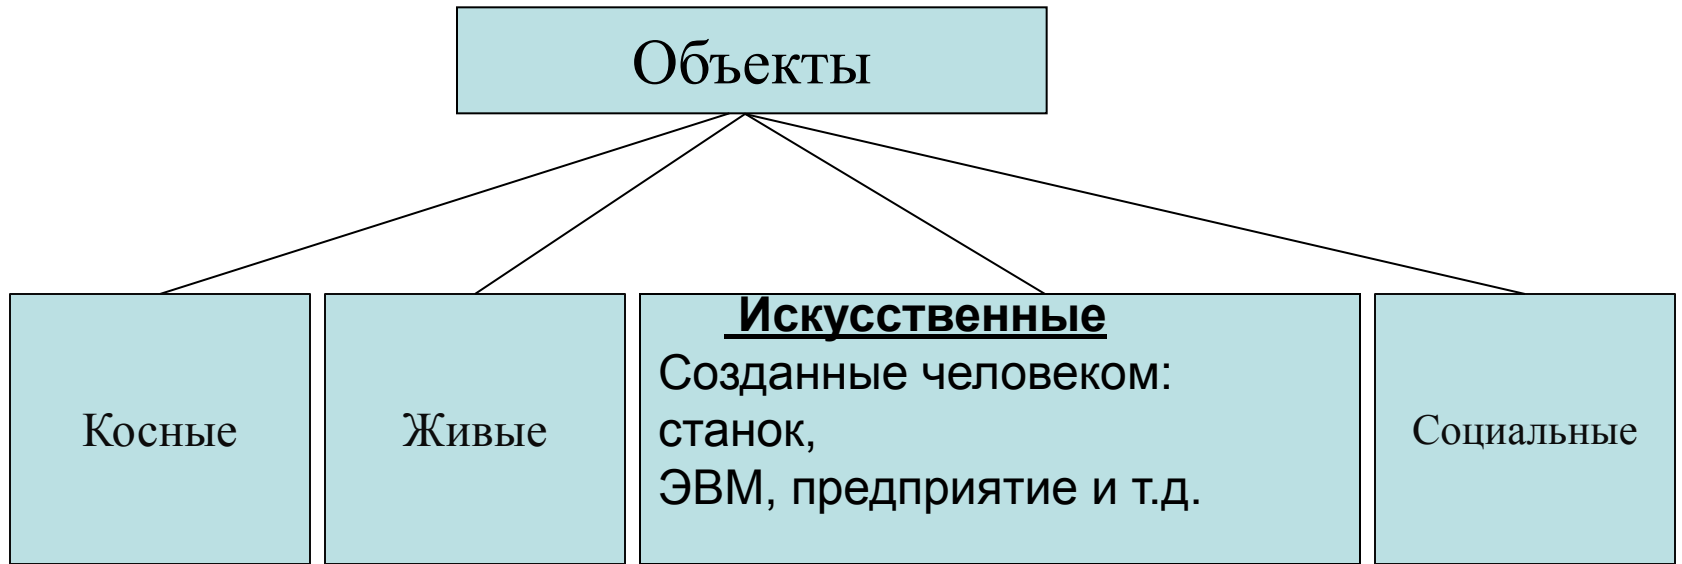 Объекты
Косные
Живые
Искусственные
Созданные человеком:
станок,
ЭВМ, предприятие и т.д.
Социальные